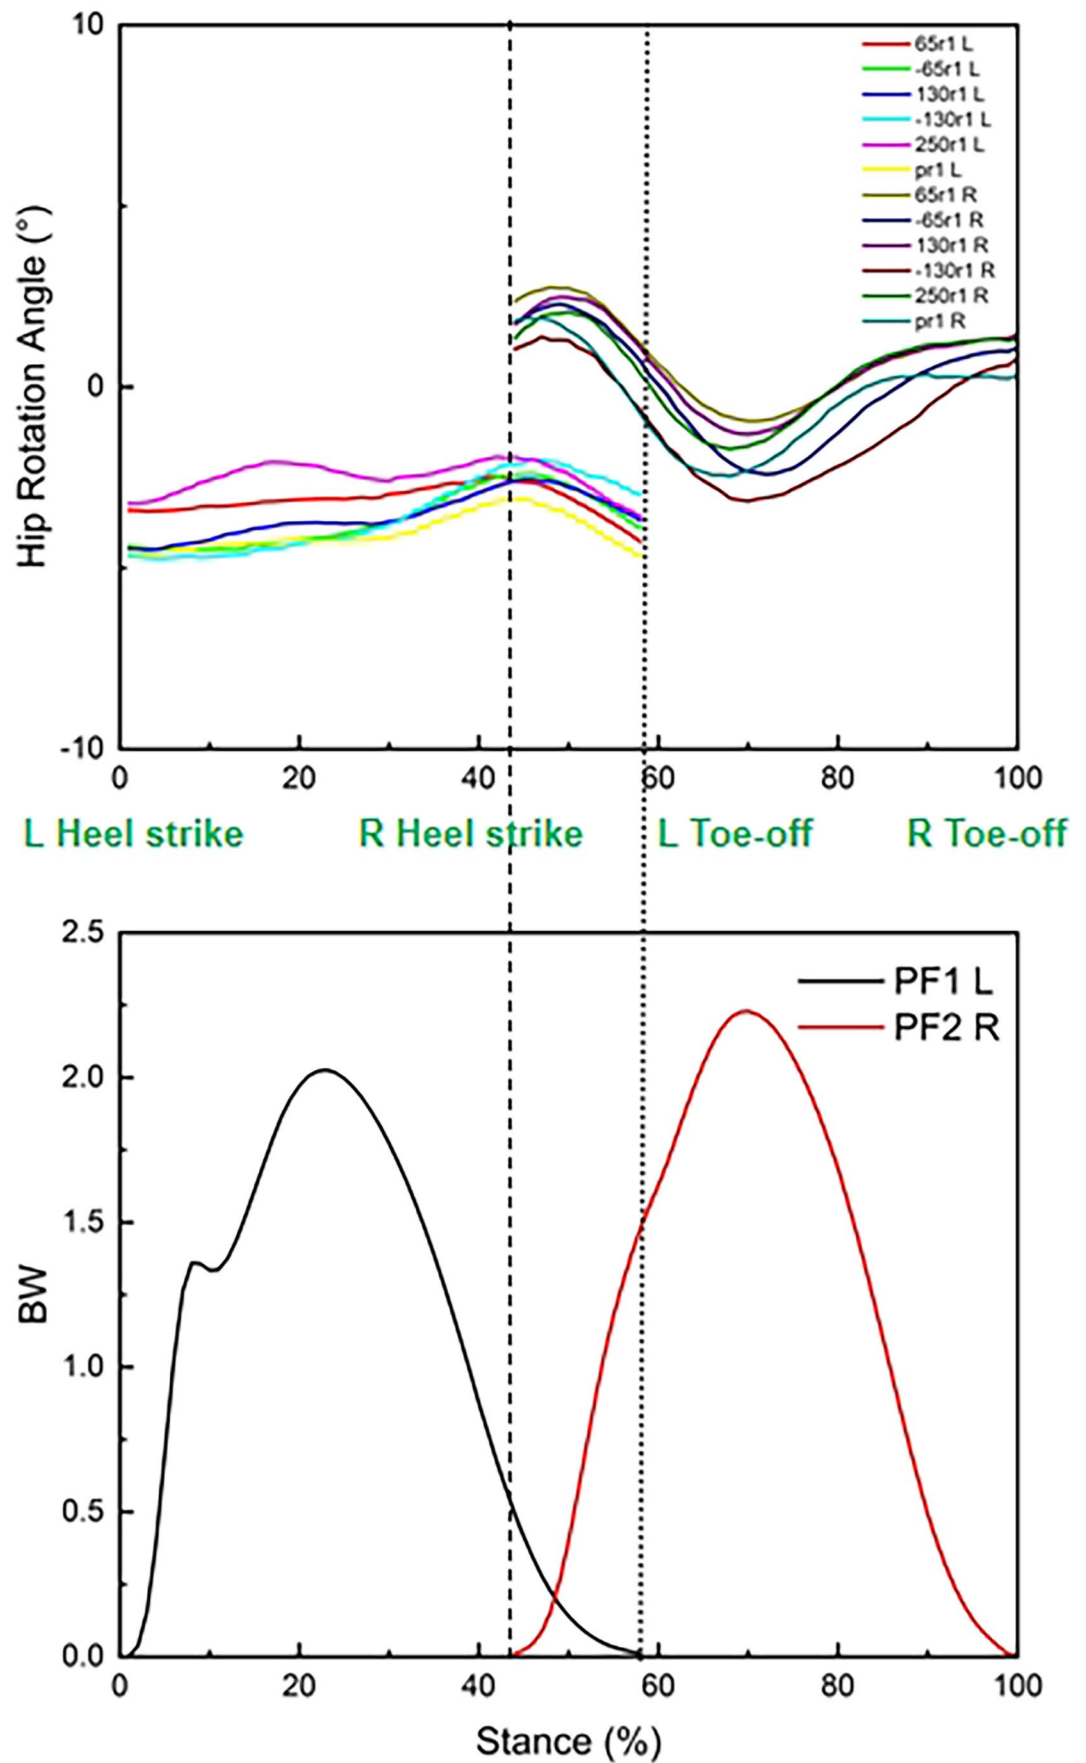 10
0
-10
Hip Rotation Angle (°)
65r1 L
-65r1 L
130r1 L
-130r1 L
250r1 L
pr1 L
65r1 R
-65r1 R
130r1 R
-130r1 R
250r1 R
pr1 R
0 20 40 60 80 100
L Heel strike R Heel strike L Toe-off R Toe-off
2.5
2.0
1.5
1.0
0.5
0.0
BW
PF1 L
PF2 R
0 20 40 60 80 100
Stance (%)